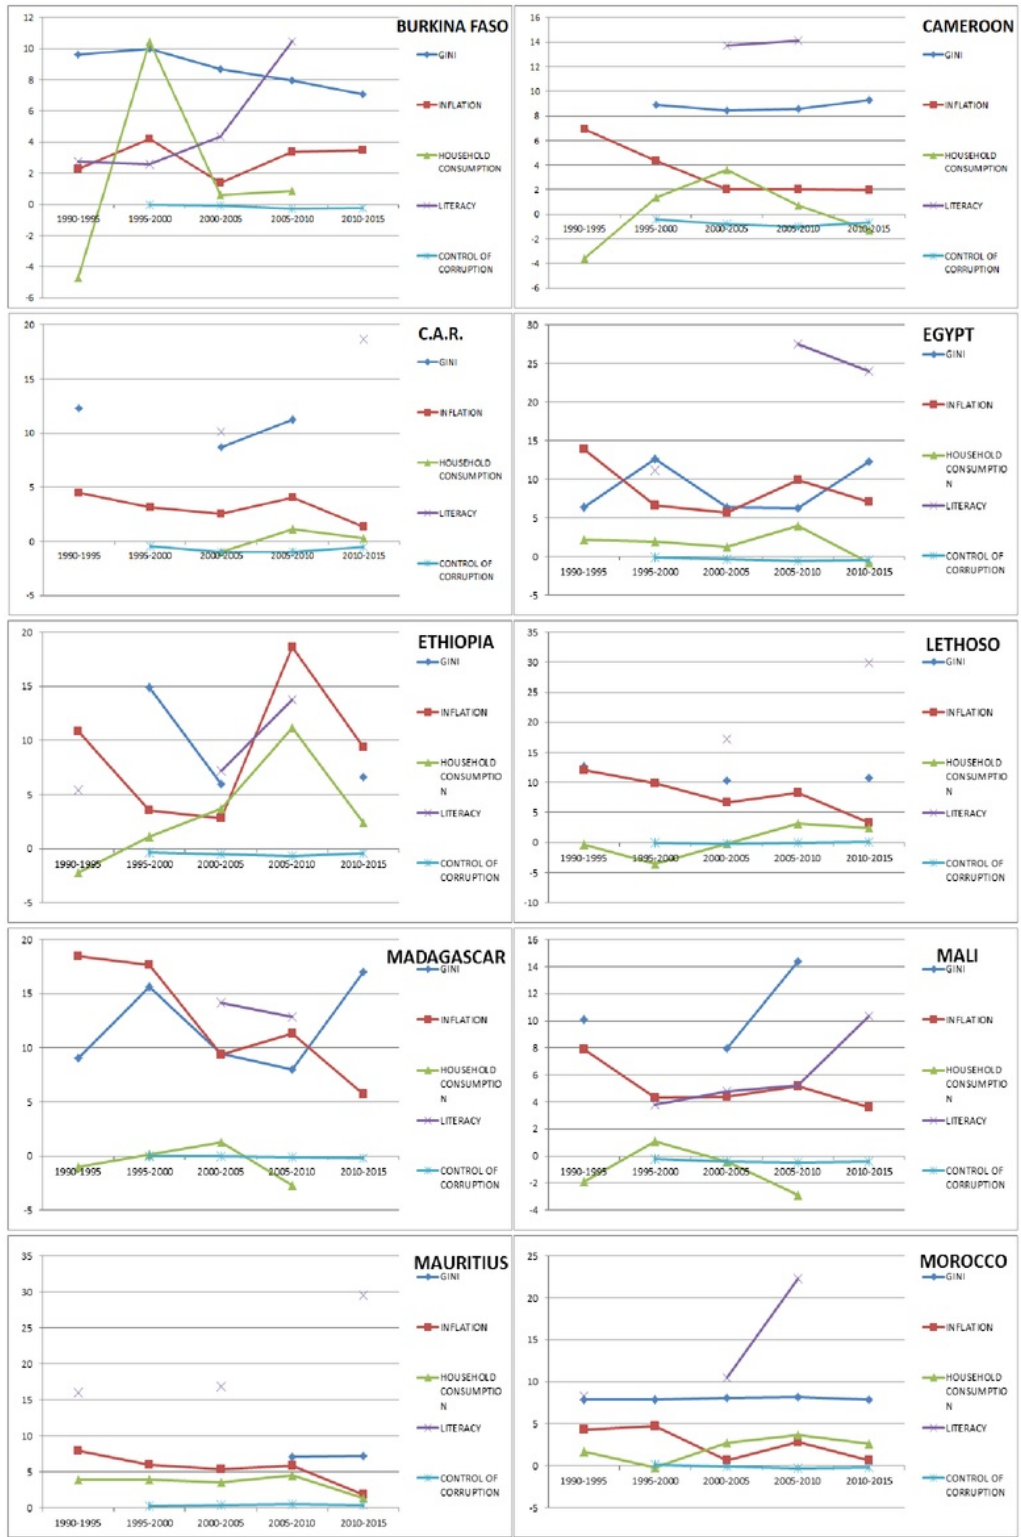 BURKINA FASO
12
10
8
6
4
2
0
-2
-4
-6
1990-1995
1995-2000
2000-2005
2005-2010
2010-2015
GINI
INFLATION
HOUSEHOLD
CONSUMPTION
LITERACY
CONTROL OF
CORRUPTION
CAMEROON
16
14
12
10
8
6
4
2
0
-2
-4
-6
1990-1995
1995-2000
2000-2005
2005-2010
2010-2015
GINI
INFLATION
HOUSEHOLD
CONSUMPTION
LITERACY
CONTROL OF
CORRUPTION
C.A.R.
20
15
10
5
0
-5
1990-1995
1995-2000
2000-2005
2005-2010
2010-2015
GINI
INFLATION
HOUSEHOLD
CONSUMPTION
LITERACY
CONTROL OF
CORRUPTION
EGYPT
30
25
20
15
10
5
0
-5
1990-1995
1995-2000
2000-2005
2005-2010
2010-2015
GINI
INFLATION
HOUSEHOLD
CONSUMPTIO
N
LITERACY
CONTROL OF
CORRUPTION
ETHIOPIA
20
15
10
5
0
-5
1990-1995
1995-2000
2000-2005
2005-2010
2010-2015
GINI
INFLATION
HOUSEHOLD
CONSUMPTIO
N
LITERACY
CONTROL OF
CORRUPTION
LETHOSO
35
30
25
20
15
10
5
0
-5
-10
1990-1995
1995-2000
2000-2005
2005-2010
2010-2015
GINI
INFLATION
HOUSEHOLD
CONSUMPTIO
N
LITERACY
CONTROL OF
CORRUPTION
MADAGASCAR
20
15
10
5
0
-5
1990-1995
1995-2000
2000-2005
2005-2010
2010-2015
GINI
INFLATION
HOUSEHOLD
CONSUMPTIO
N
LITERACY
CONTROL OF
CORRUPTION
MALI
16
14
12
10
8
6
4
2
0
-2
-4
1990-1995
1995-2000
2000-2005
2005-2010
2010-2015
GINI
INFLATION
HOUSEHOLD
CONSUMPTIO
N
LITERACY
CONTROL OF
CORRUPTION
MAURITIUS
35
30
25
20
15
10
5
0
1990-1995
1995-2000
2000-2005
2005-2010
2010-2015
GINI
INFLATION
HOUSEHOLD
CONSUMPTIO
N
LITERACY
CONTROL OF
CORRUPTION
MOROCCO
25
20
15
10
5
0
-5
1990-1995
1995-2000
2000-2005
2005-2010
2010-2015
GINI
INFLATION
HOUSEHOLD
CONSUMPTIO
N
LITERACY
CONTROL OF
CORRUPTION